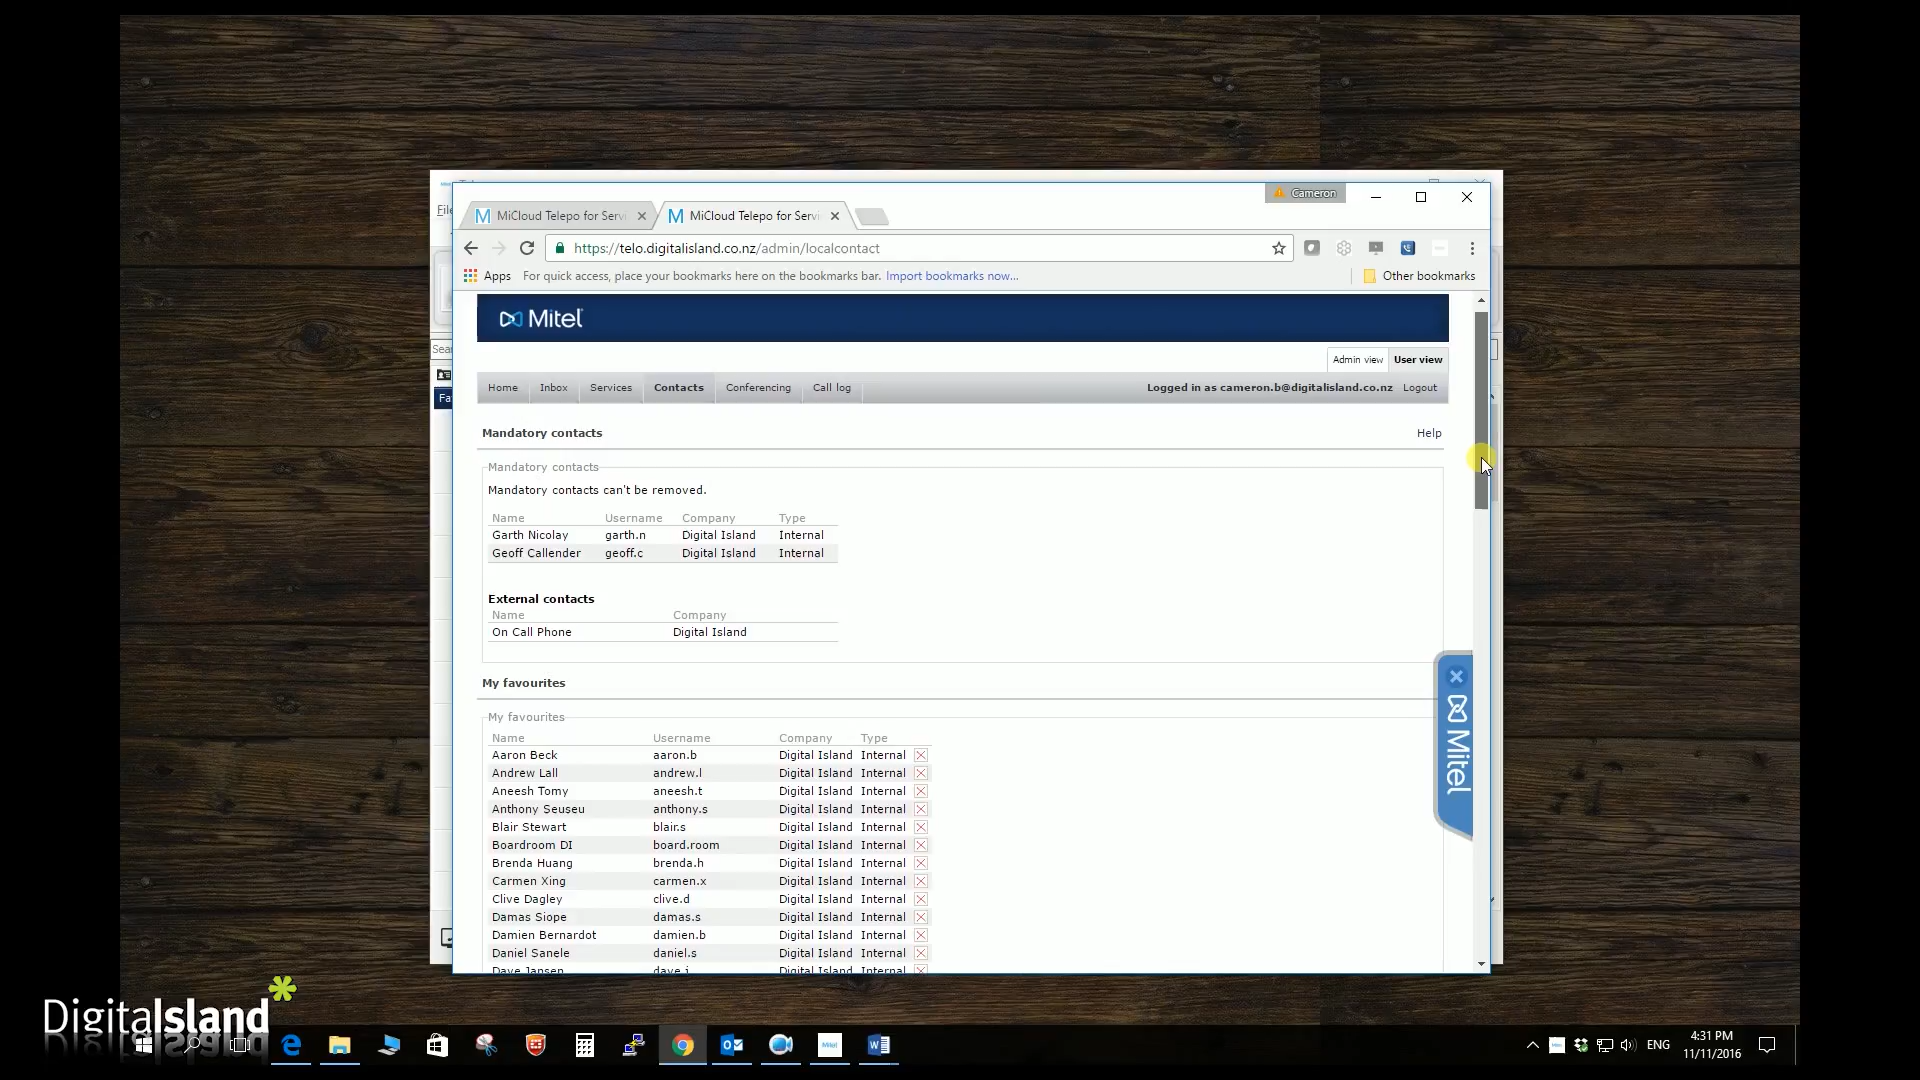 Cameron
MiCloud Telepo for Servi
MiCloud Telepo for Servi
https://telo.digitalisland.co.nz/admin/localcontact
Apps For quick access, place your bookmarks here on the bookmarks bar. Import bookmarks now... Other bookmarks
Mitel
Admin view User view
Home Inbox Services Contacts Conferencing Call log Logged in as cameron.b@digitalisland.co.nz Logout
Mandatory contacts Help
Mandatory contacts
Mandatory contacts can't be removed.
Name Username Company Type
Garth Nicolay garth.n Digital Island Internal
Geoff Callender geoff.c Digital Island Internal
External contacts
Name Company
On Call Phone Digital Island
My favourites
My favourites
Name Username Company Type
Aaron Beck aaron.b Digital Island Internal
Andrew Lall andrew.l Digital Island Internal
Aneesh Tomy aneesh.t Digital Island Internal
Anthony Seuseu anthony.s Digital Island Internal
Blair Stewart blair.s Digital Island Internal
Boardroom DI board.room Digital Island Internal
Brenda Huang brenda.h Digital Island Internal
Carmen Xing carmen.x Digital Island Internal
Clive Dagley clive.d Digital Island Internal
Damas Siope damas.s Digital Island Internal
Damien Bernardot damien.b Digital Island Internal
Daniel Sanele daniel.s Digital Island Internal
Dave Jansen dave.j Digital Island Internal
Mitel
DigitalIsland
ENG
4:31 PM
11/11/2016